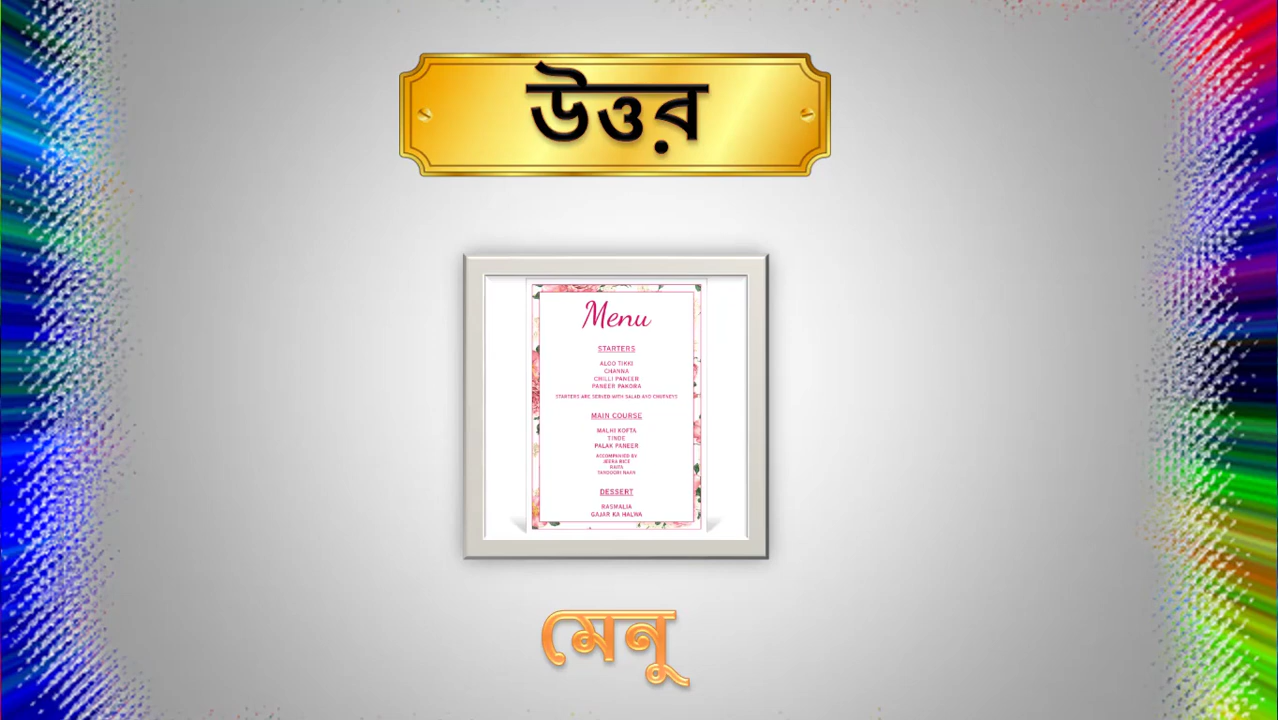 উত্তর
Menu
STARTERS
ALOO TIKKI
CHANNA
CHILLI PANEER
PANEER PAKORA
STARTERS ARE SERVED WITH SALAD AND CHUTNEYS
MAIN COURSE
MALHI KOFTA
TINDE
PALAK PANEER
ACCOMPANIED BY
JEERA RICE
RAITA
TANDOORI NAAN
DESSERT
RASMALIA
GAJAR KA HALWA
মেনু